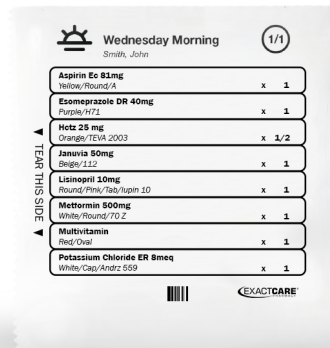 Wednesday Morning
1/1
Smith, John
Aspirin Ec 81mg
Yellow/Round/A x 1
Esomeprazole DR 40mg
Purple/H71 x 1
Hctz 25 mg
Orange/TEVA 2003 x 1/2
Januvia 50mg
Beige/112 x 1
Lisinopril 10mg
Round/Pink/Tab/lupin 10 x 1
Metformin 500mg
White/Round/70 Z x 1
Multivitamin
Red/Oval x 1
Potassium Chloride ER 8meq
White/Cap/Andrz 559 x 1
TEAR THIS SIDE
EXACTCARE
PHARMACY